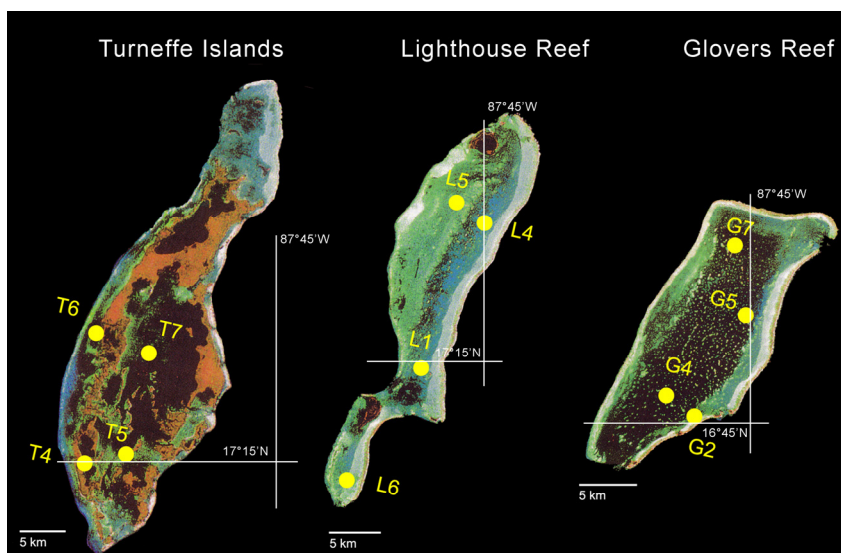 Turneffe Islands
Lighthouse Reef
Glovers Reef
87°45'W
L5
L4
87°45'W
G7
87°45'W
T6
T7
G5
L1
17°15'N
G4
T5
T4
17°15'N
16°45'N
G2
L6
5 km
5 km
5 km